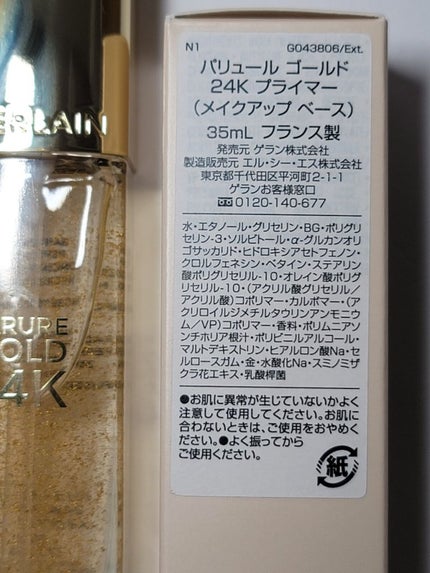 ERLAIN
RURE
OLD
4K
N1 G043806/Ext.
パリュール ゴールド
24K プライマー
(メイクアップ ベース)
35mL フランス製
発売元 ゲラン株式会社
製造販売元 エル・シー・エス株式会社
東京都千代田区平河町2-1-1
ゲランお客様窓口
0120-140-677
水・エタノール・グリセリン・BG・ポリグリ
セリン-3・ソルビトール・α-グルカンオリ
ゴサッカリド・ヒドロキシアセトフェノン・
クロルフェネシン・ベタイン・ステアリン
酸ポリグリセリル-10・オレイン酸ポリグ
リセリル-10・(アクリル酸グリセリル/
アクリル酸)コポリマー・カルボマー・(ア
クリロイルジメチルタウリンアンモニウ
ム/VP)コポリマー・香料・ポリムニアソ
ンチホリア根汁・ポリビニルアルコール・
マルトデキストリン・ヒアルロン酸Na・セ
ルロースガム・金・水酸化Na・スミノミザ
クラ花エキス・乳酸桿菌
●お肌に異常が生じていないかよく
注意して使用してください。お肌に
合わないときは、ご使用をおやめく
ださい。●よく振ってから
ご使用ください。
紙